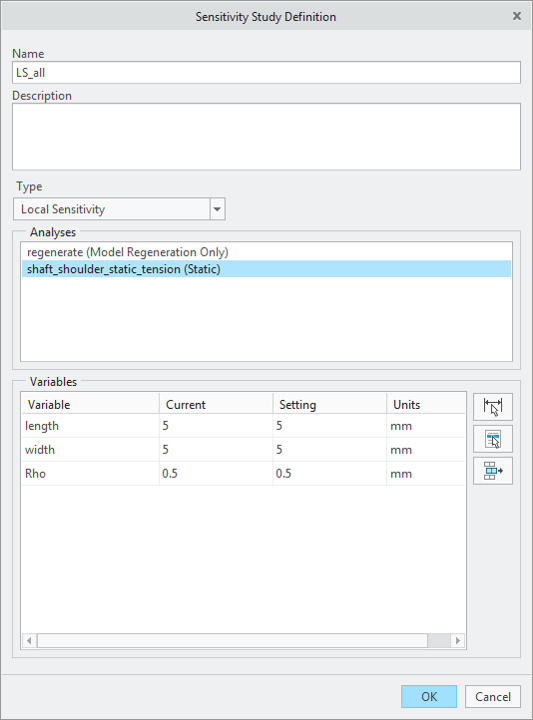 Sensitivity Study Definition
Name
LS_all
Description
Type
Local Sensitivity
Analyses
regenerate (Model Regeneration Only)
shaft_shoulder_static_tension (Static)
Variables
Variable Current Setting Units
length 5 5 mm
width 5 5 mm
Rho 0.5 0.5 mm
OK Cancel